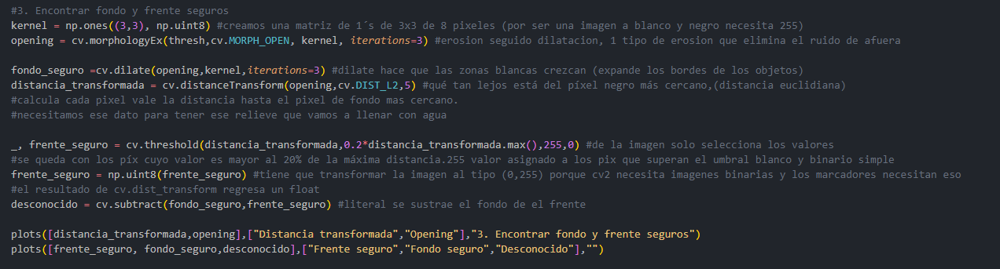 #3. Encontrar fondo y frente seguros
kernel = np.ones((3,3), np.uint8) #creamos una matriz de 1´s de 3x3 de 8 pixeles (por ser una imagen a blanco y negro necesita 255)
opening = cv.morphologyEx(thresh,cv.MORPH_OPEN, kernel, iterations=3) #erosion seguido dilatacion, 1 tipo de erosion que elimina el ruido de afuera
fondo_seguro =cv.dilate(opening,kernel,iterations=3) #dilate hace que las zonas blancas crezcan (expande los bordes de los objetos)
distancia_transformada = cv.distanceTransform(opening,cv.DIST_L2,5) #qué tan lejos está del píxel negro más cercano,(distancia euclidiana)
#calcula cada pixel vale la distancia hasta el pixel de fondo mas cercano.
#necesitamos ese dato para tener ese relieve que vamos a llenar con agua
_, frente_seguro = cv.threshold(distancia_transformada,0.2*distancia_transformada.max(),255,0) #de la imagen solo selecciona los valores
#se queda con los píx cuyo valor es mayor al 20% de la máxima distancia.255 valor asignado a los pix que superan el umbral blanco y binario simple
frente_seguro = np.uint8(frente_seguro) #tiene que transformar la imagen al tipo (0,255) porque cv2 necesita imagenes binarias y los marcadores necesitan eso
#el resultado de cv.dist_transform regresa un float
desconocido = cv.subtract(fondo_seguro,frente_seguro) #literal se sustrae el fondo de el frente
plots([distancia_transformada,opening],["Distancia transformada","Opening"],"3. Encontrar fondo y frente seguros")
plots([frente_seguro, fondo_seguro,desconocido],["Frente seguro","Fondo seguro","Desconocido"],"")